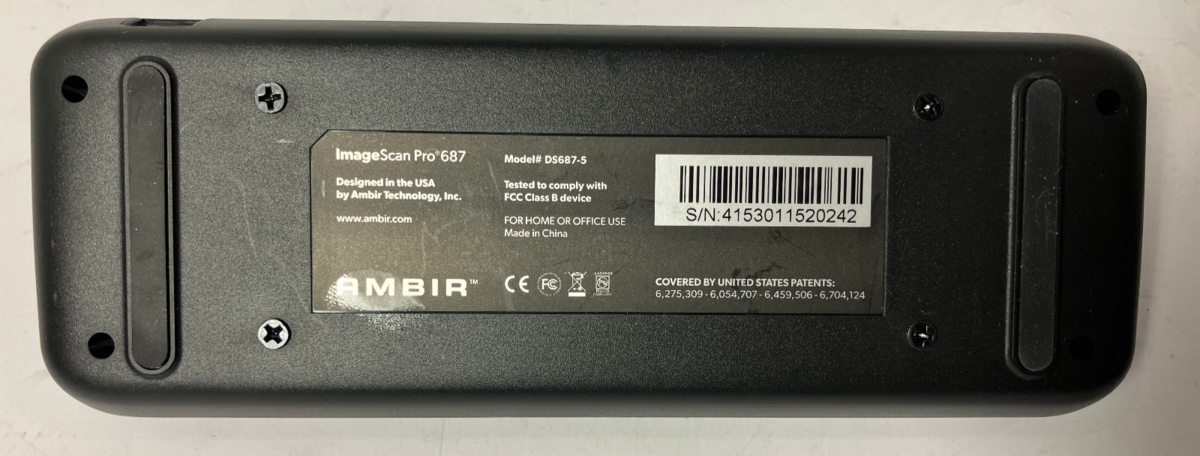 ImageScan Pro® 687
Designed in the USA
by Ambir Technology, Inc.
www.ambir.com
AMBIR™
Model# DS687-5
Tested to comply with
FCC Class B device
FOR HOME OR OFFICE USE
Made in China
CE FC
S/N:4153011520242
COVERED BY UNITED STATES PATENTS:
6,275,309 - 6,054,707 - 6,459,506 - 6,704,124